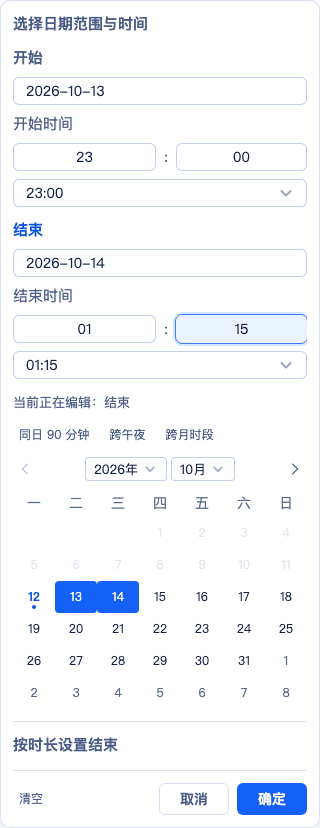 选择日期范围与时间
开始
2026-10-13
开始时间
23 : 00
23:00
结束
2026-10-14
结束时间
01 : 15
01:15
当前正在编辑：结束
同日 90 分钟 跨午夜 跨月时段
2026年 10月
一 二 三 四 五 六 日
1 2 3 4
5 6 7 8 9 10 11
12 13 14 15 16 17 18
19 20 21 22 23 24 25
26 27 28 29 30 31 1
2 3 4 5 6 7 8
按时长设置结束
清空 取消 确定